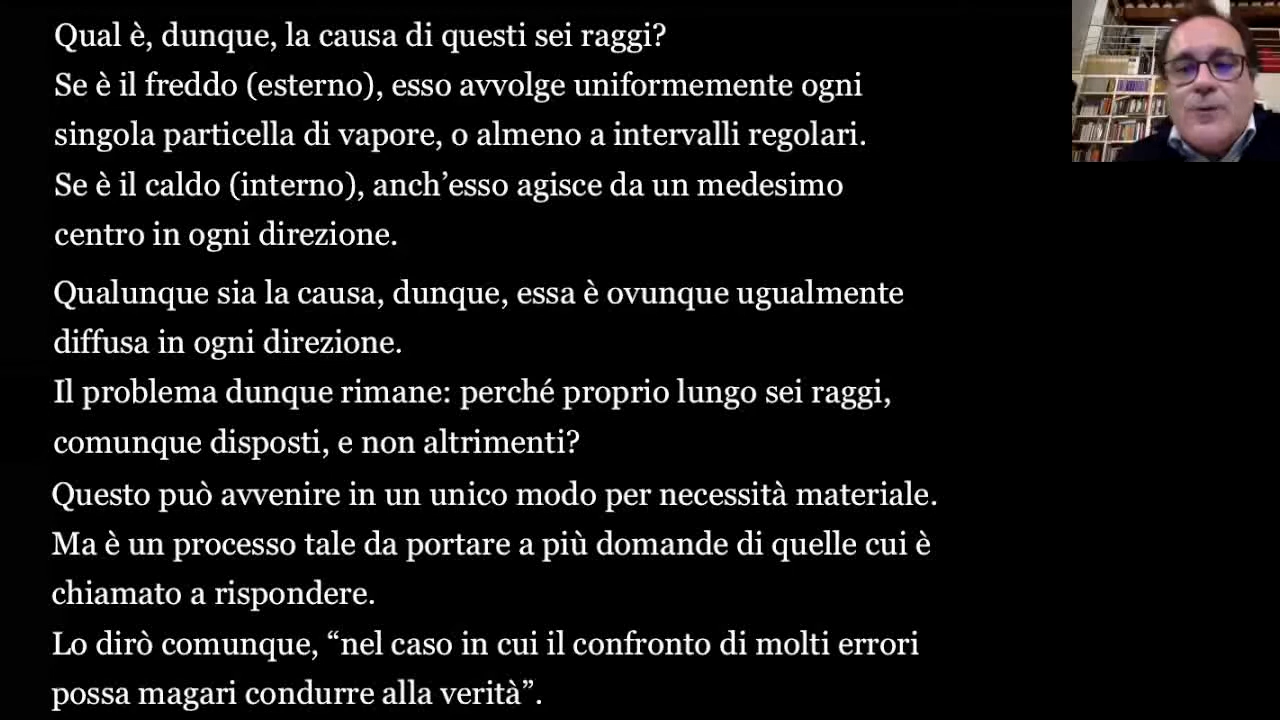 Qual è, dunque, la causa di questi sei raggi?
Se è il freddo (esterno), esso avvolge uniformemente ogni
singola particella di vapore, o almeno a intervalli regolari.
Se è il caldo (interno), anch’esso agisce da un medesimo
centro in ogni direzione.
Qualunque sia la causa, dunque, essa è ovunque ugualmente
diffusa in ogni direzione.
Il problema dunque rimane: perché proprio lungo sei raggi,
comunque disposti, e non altrimenti?
Questo può avvenire in un unico modo per necessità materiale.
Ma è un processo tale da portare a più domande di quelle cui è
chiamato a rispondere.
Lo dirò comunque, “nel caso in cui il confronto di molti errori
possa magari condurre alla verità”.